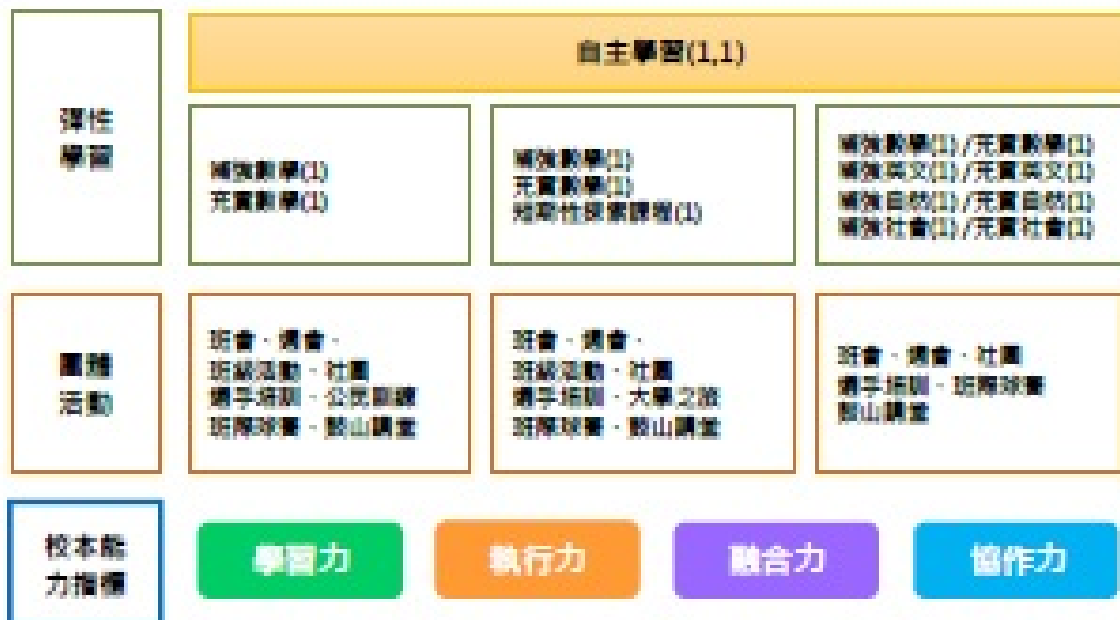 彈性
學習
自主學習(1,1)
補強數學(1)
充實數學(1)
補強數學(1)
充實數學(1)
短期性探索課程(1)
補強數學(1)/充實數學(1)
補強英文(1)/充實英文(1)
補強自然(1)/充實自然(1)
補強社會(1)/充實社會(1)
團體
活動
班會、週會、
班級活動、社團
選手培訓、公民訓練
班際球賽、鼓山講堂
班會、週會、
班級活動、社團
選手培訓、大學之旅
班際球賽、鼓山講堂
班會、週會、社團
選手培訓、班際球賽
鼓山講堂
校本能
力指標
學習力
執行力
融合力
協作力